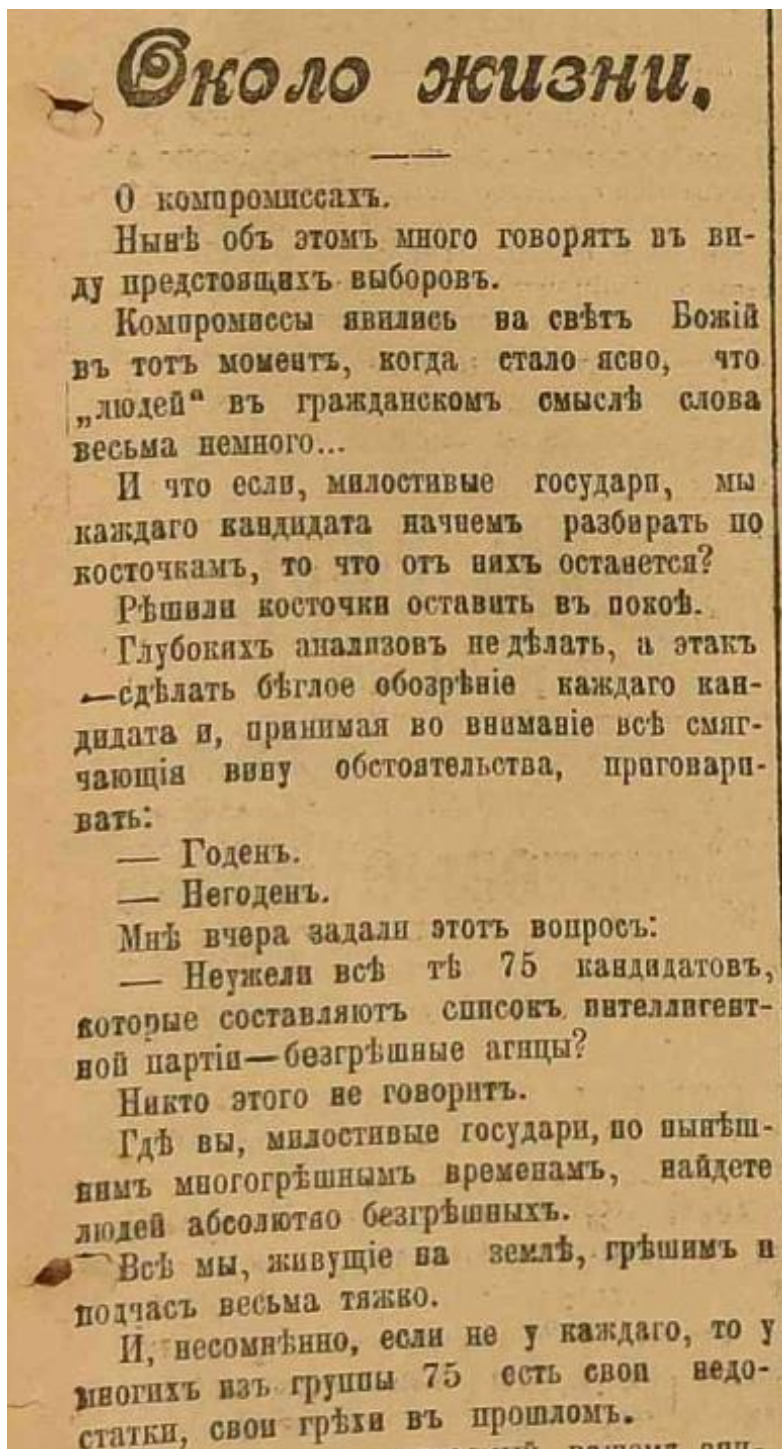 Около жизни.
О компромиссахъ.
Нынѣ объ этомъ много говорятъ въ ви-
ду предстоящихъ выборовъ.
Компромиссы явились на свѣтъ Божій
въ тотъ моментъ, когда стало ясно, что
„людей“ въ гражданскомъ смыслѣ слова
весьма немного...
И что если, милостивые государи, мы
каждаго кандидата начнемъ разбирать по
косточкамъ, то что отъ нихъ останется?
Рѣшили косточки оставить въ покоѣ.
Глубокихъ анализовъ не дѣлать, а этакъ
—сдѣлать бѣглое обозрѣніе каждаго кан-
дидата и, принимая во вниманіе всѣ смяг-
чающія вину обстоятельства, приговари-
вать:
— Годенъ.
— Негоденъ.
Мнѣ вчера задали этотъ вопросъ:
— Неужели всѣ тѣ 75 кандидатовъ,
которые составляютъ списокъ интеллигент-
ной партіи—безгрѣшные агнцы?
Никто этого не говоритъ.
Гдѣ вы, милостивые государи, по нынѣш-
нимъ многогрѣшнымъ временамъ, найдете
людей абсолютно безгрѣшныхъ.
Всѣ мы, живущіе на землѣ, грѣшимъ и
подчасъ весьма тяжко.
И, несомнѣнно, если не у каждаго, то у
многихъ изъ группы 75 есть свои недо-
статки, свои грѣхи въ прошломъ.